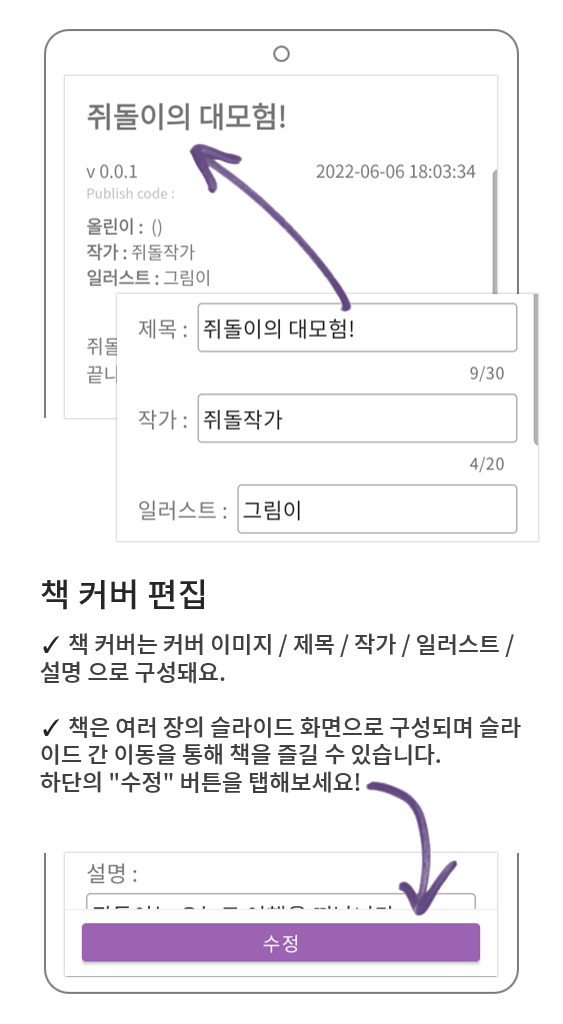 쥐돌이의 대모험!
v 0.0.1 2022-06-06 18:03:34
Publish code :
올린이 : ()
작가 : 쥐돌작가
일러스트 : 그림이
쥐돌
끝나
제목 : 쥐돌이의 대모험!
9/30
작가 : 쥐돌작가
4/20
일러스트 : 그림이
책 커버 편집
✓ 책 커버는 커버 이미지 / 제목 / 작가 / 일러스트 /
설명 으로 구성돼요.
✓ 책은 여러 장의 슬라이드 화면으로 구성되며 슬라
이드 간 이동을 통해 책을 즐길 수 있습니다.
하단의 "수정" 버튼을 탭해보세요!
설명 :
수정